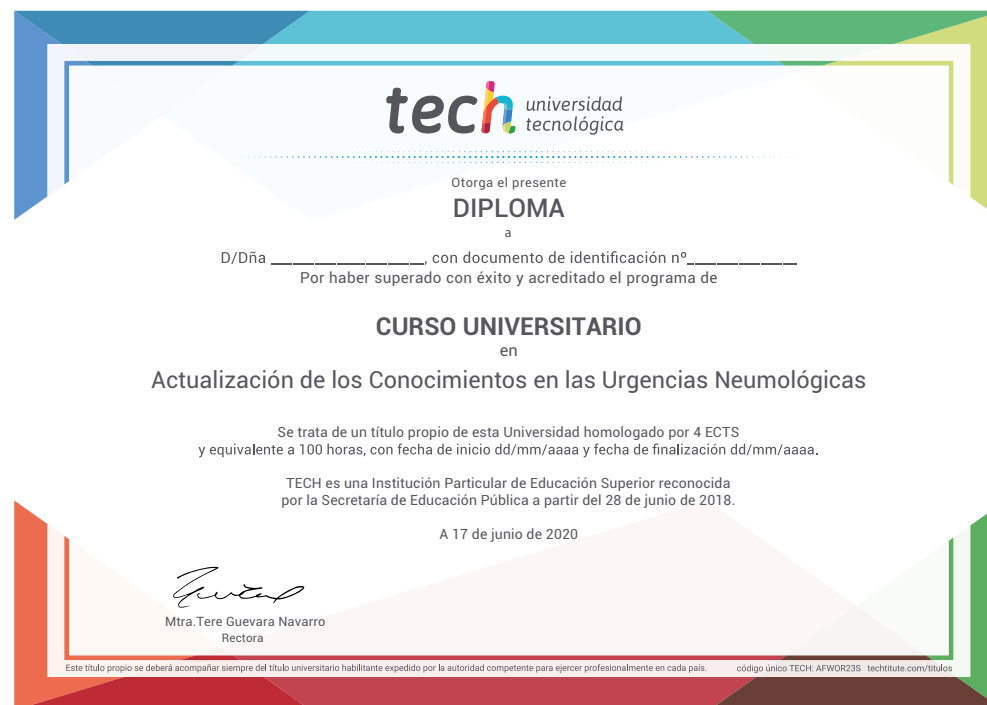 tech universidad
tecnológica
Otorga el presente
DIPLOMA
a
D/Dña ____________________, con documento de identificación nº______________
Por haber superado con éxito y acreditado el programa de
CURSO UNIVERSITARIO
en
Actualización de los Conocimientos en las Urgencias Neumológicas
Se trata de un título propio de esta Universidad homologado por 4 ECTS
y equivalente a 100 horas, con fecha de inicio dd/mm/aaaa y fecha de finalización dd/mm/aaaa.
TECH es una Institución Particular de Educación Superior reconocida
por la Secretaría de Educación Pública a partir del 28 de junio de 2018.
A 17 de junio de 2020
Mtra.Tere Guevara Navarro
Rectora
Este título propio se deberá acompañar siempre del título universitario habilitante expedido por la autoridad competente para ejercer profesionalmente en cada país. código único TECH: AFWOR23S techtitute.com/titulos